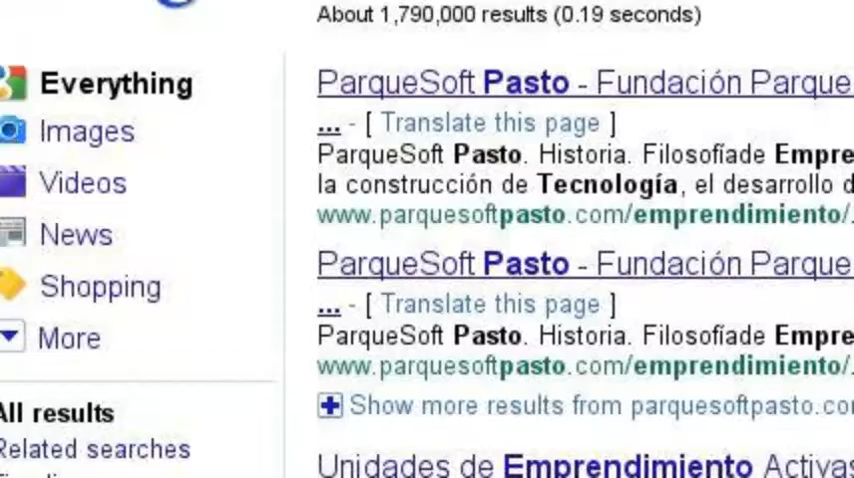 About 1,790,000 results (0.19 seconds)
Everything
Images
Videos
News
Shopping
More
All results
Related searches
ParqueSoft Pasto - Fundación Parque
... - [ Translate this page ]
ParqueSoft Pasto. Historia. Filosofíade Empre
la construcción de Tecnología, el desarrollo d
www.parquesoftpasto.com/emprendimiento/.
ParqueSoft Pasto - Fundación Parque
... - [ Translate this page ]
ParqueSoft Pasto. Historia. Filosofíade Empre
www.parquesoftpasto.com/emprendimiento/.
Show more results from parquesoftpasto.co
Unidades de Emprendimiento Activas